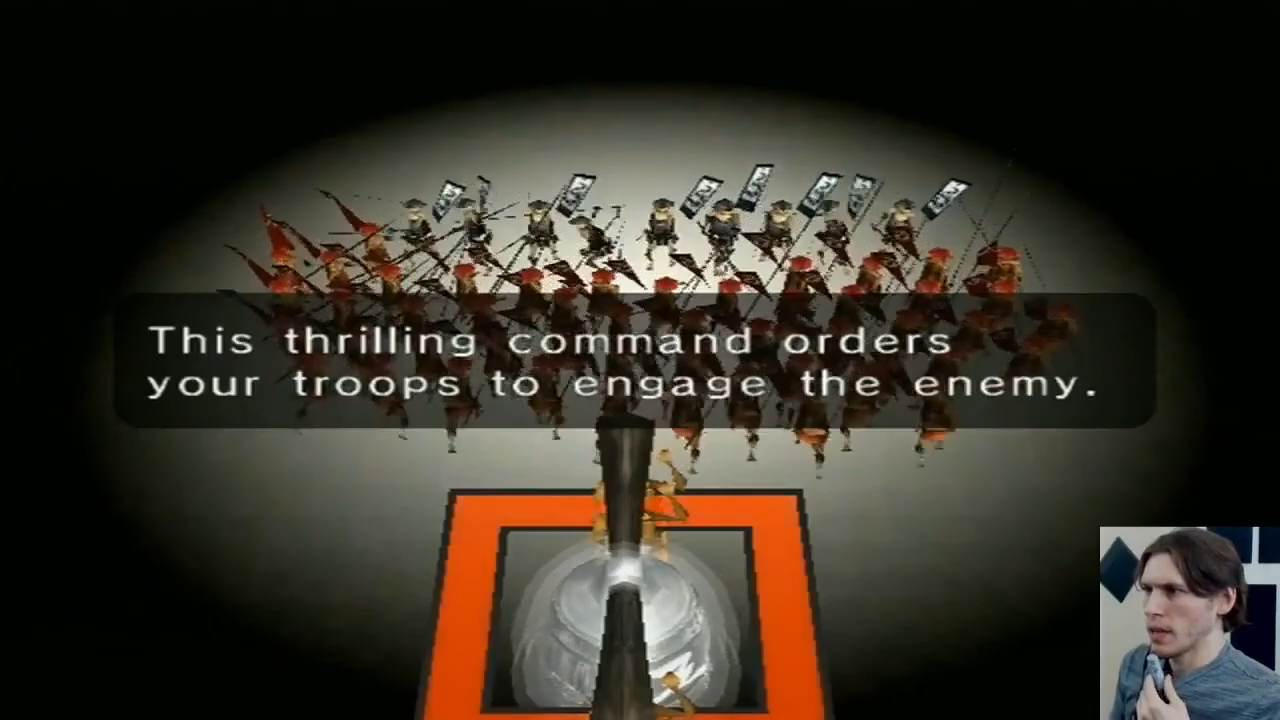 This thrilling command orders
your troops to engage the enemy.